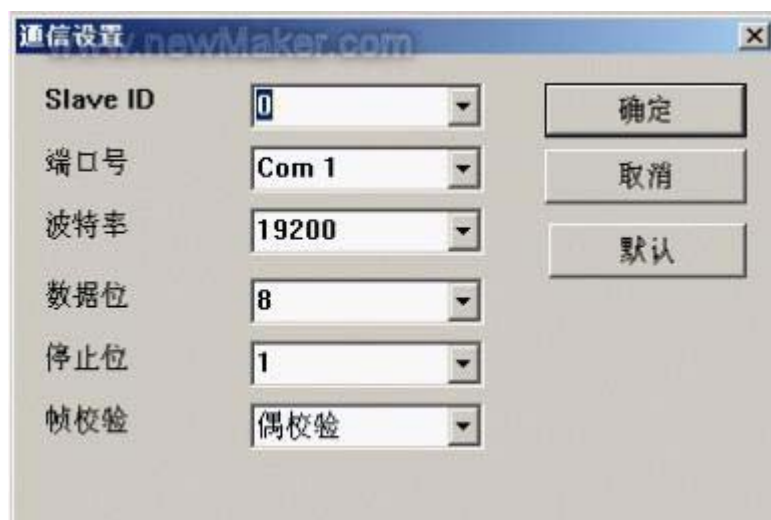 通信设置
www.newMaker.com
Slave ID
0
确定
端口号
Com 1
取消
波特率
19200
默认
数据位
8
停止位
1
帧校验
偶校验